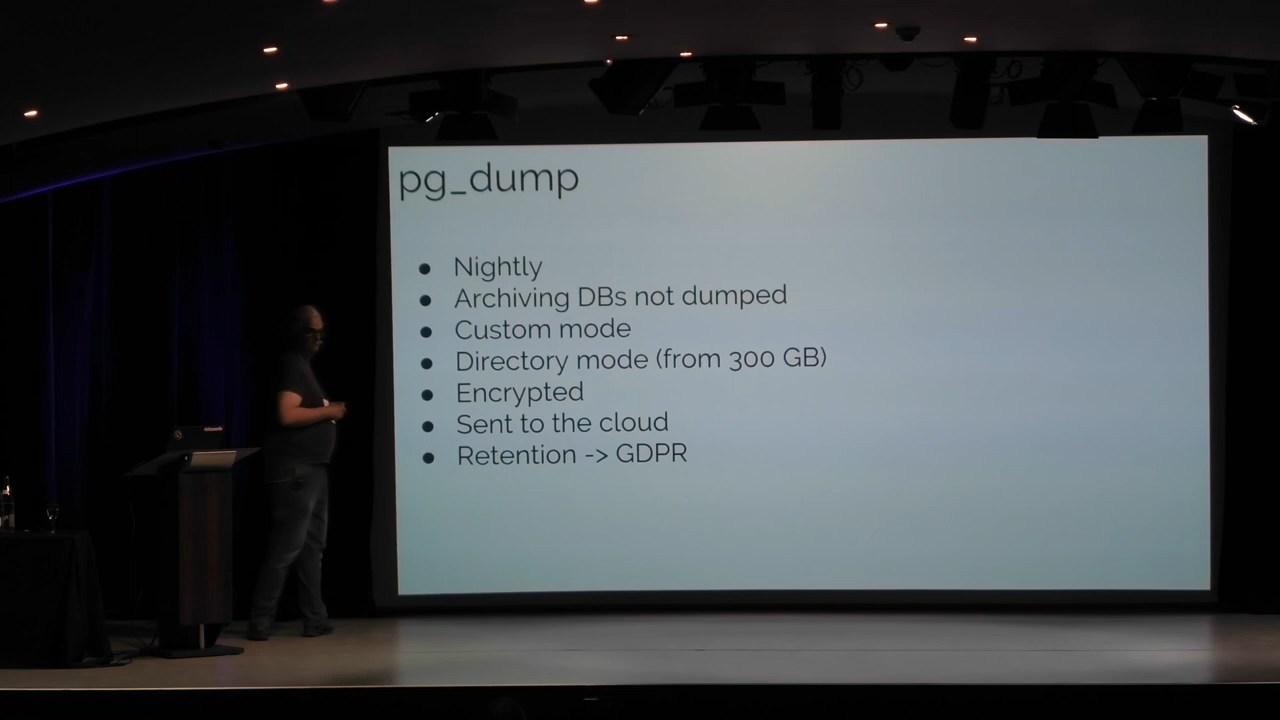 pg_dump
● Nightly
● Archiving DBs not dumped
● Custom mode
● Directory mode (from 300 GB)
● Encrypted
● Sent to the cloud
● Retention -> GDPR